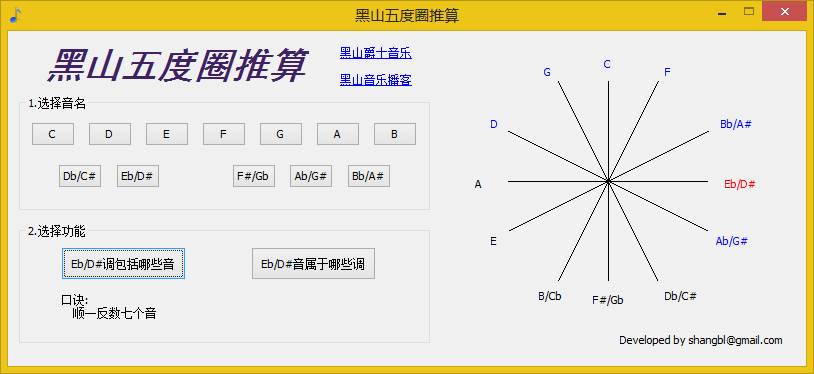 黑山五度圈推算
黑山五度圈推算
黑山爵士音乐
黑山音乐播客
1.选择音名
C D E F G A B
Db/C# Eb/D# F#/Gb Ab/G# Bb/A#
2.选择功能
Eb/D#调包括哪些音 Eb/D#音属于哪些调
口诀:
顺一反数七个音
C
G F
D Bb/A#
A Eb/D#
E Ab/G#
B/Cb F#/Gb Db/C#
Developed by shangbl@gmail.com